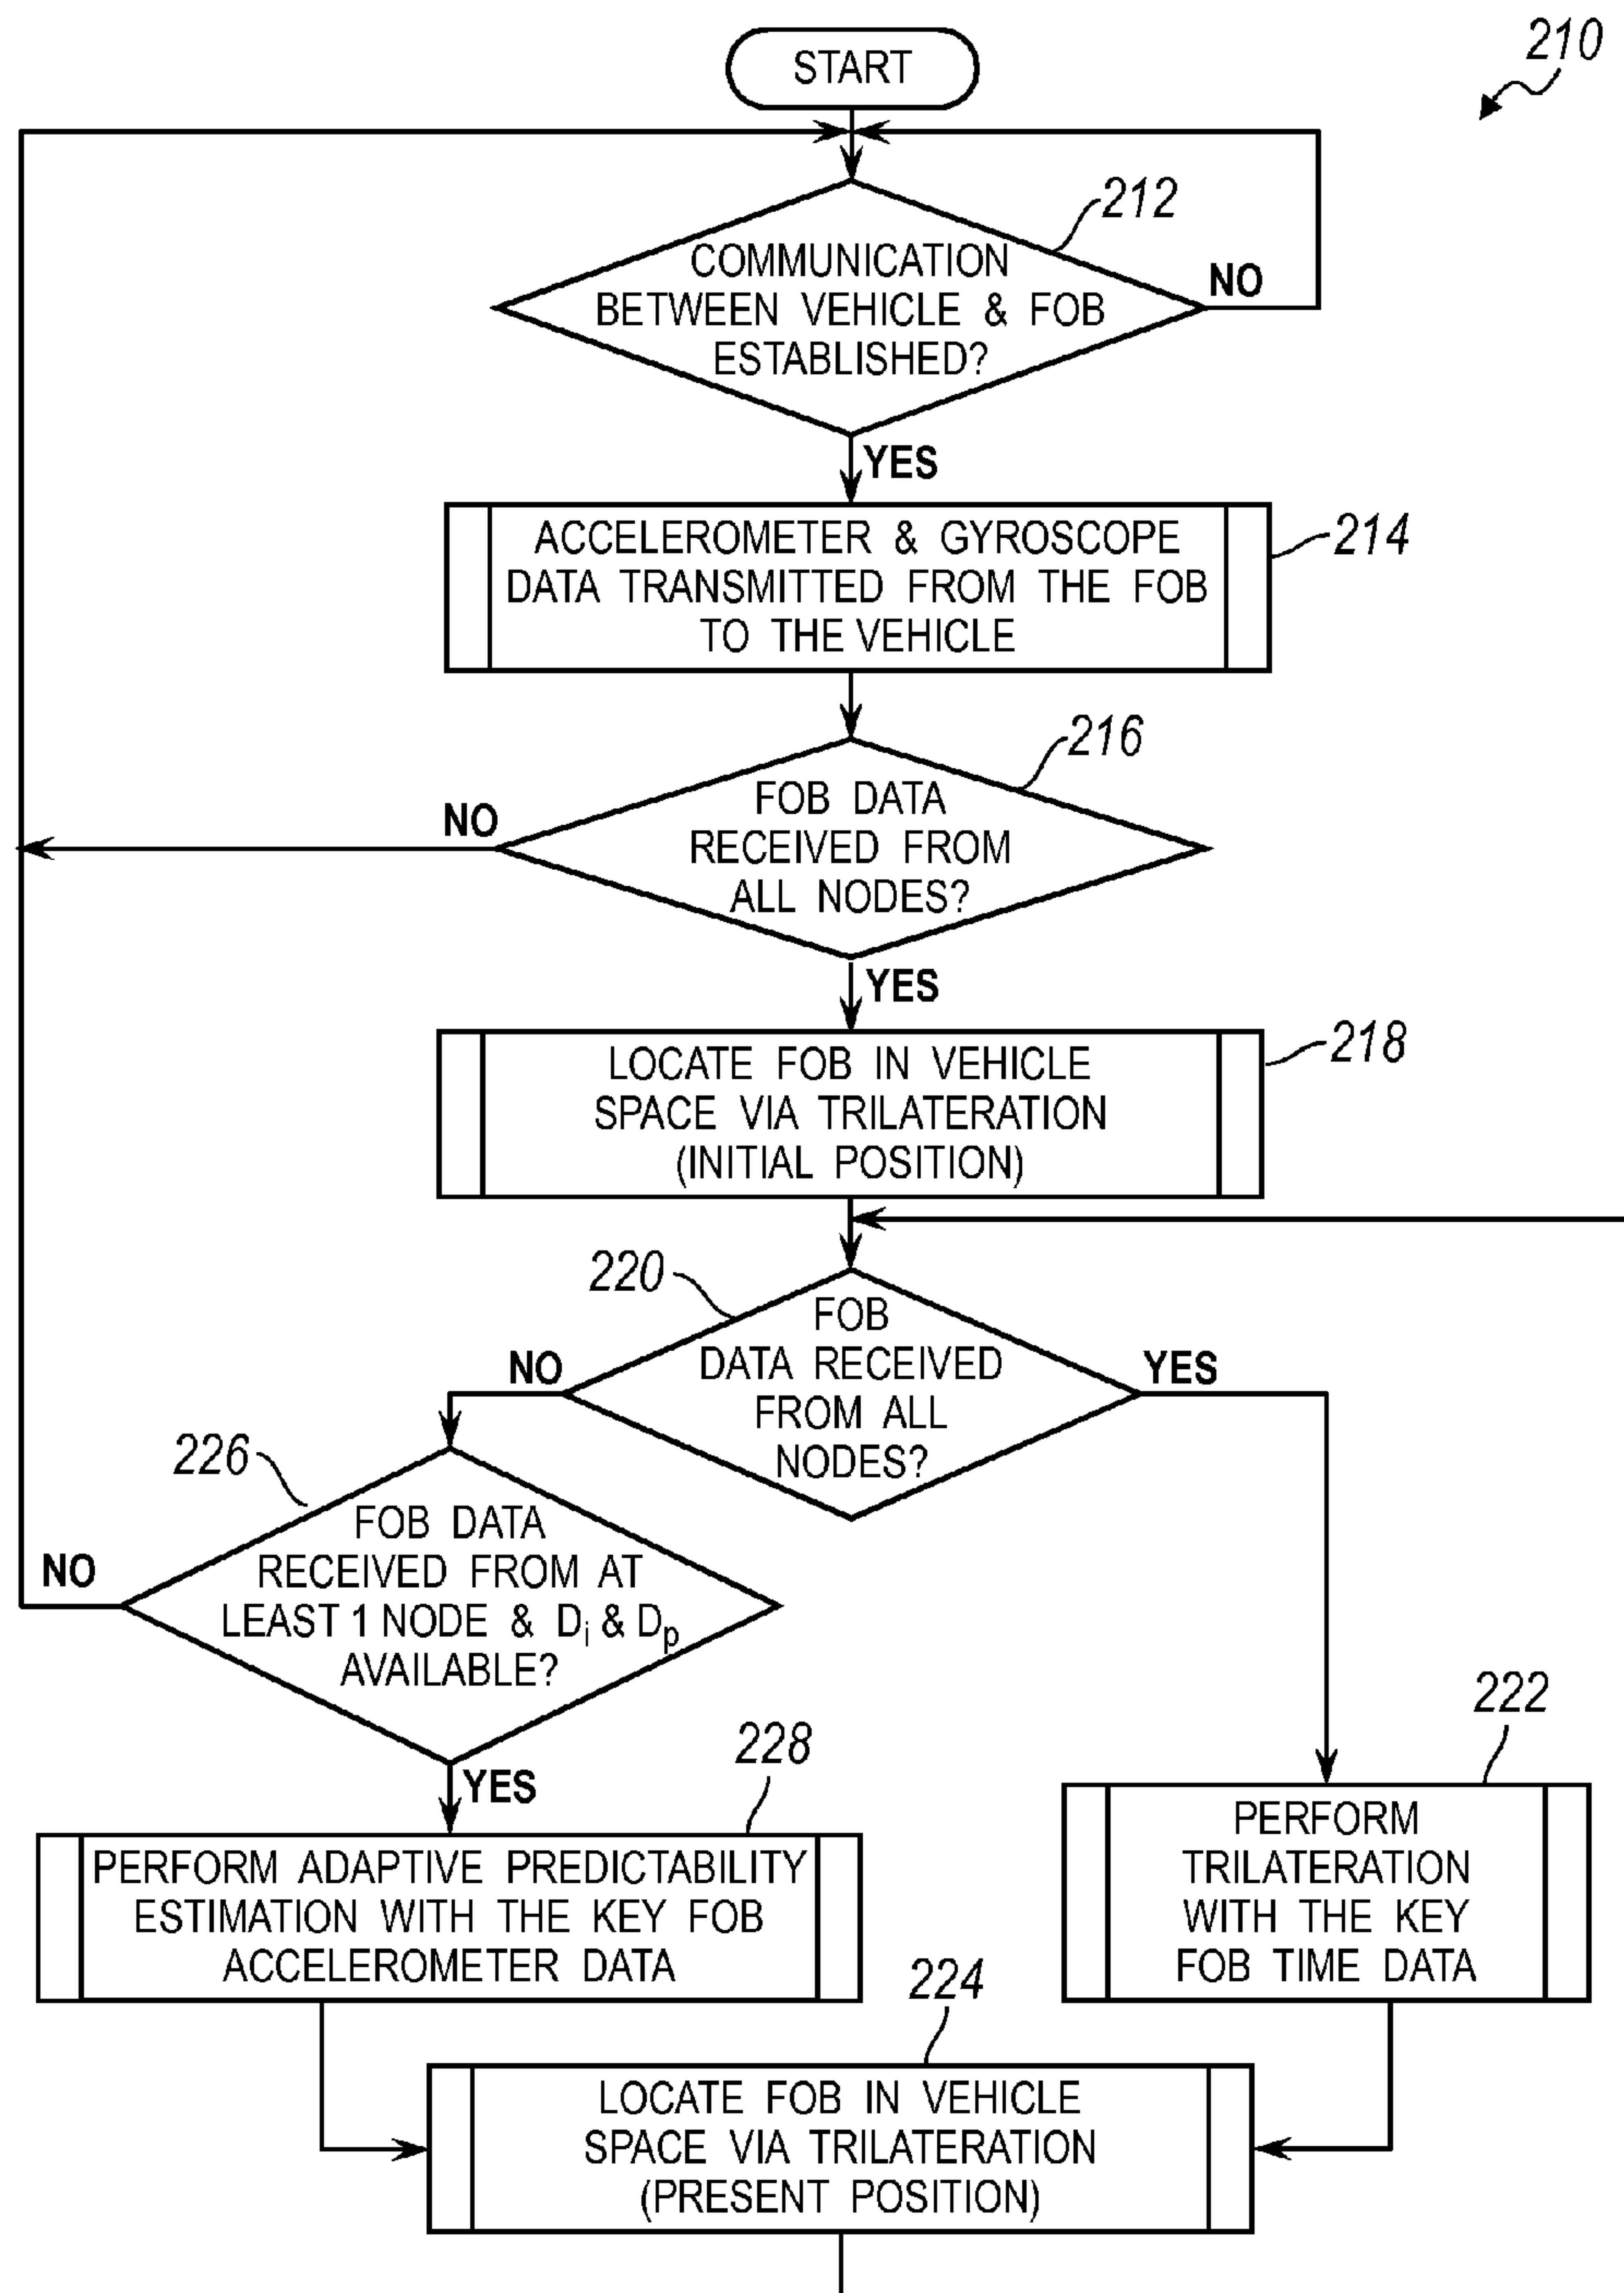 210
START
212
COMMUNICATION
BETWEEN VEHICLE & FOB
ESTABLISHED?
NO
YES
ACCELEROMETER & GYROSCOPE
DATA TRANSMITTED FROM THE FOB
TO THE VEHICLE
214
216
FOB DATA
RECEIVED FROM
ALL NODES?
NO
YES
LOCATE FOB IN VEHICLE
SPACE VIA TRILATERATION
(INITIAL POSITION)
218
220
FOB
DATA RECEIVED
FROM ALL
NODES?
NO
YES
226
FOB DATA
RECEIVED FROM AT
LEAST 1 NODE & Di & Dp
AVAILABLE?
NO
YES
228
PERFORM ADAPTIVE PREDICTABILITY
ESTIMATION WITH THE KEY FOB
ACCELEROMETER DATA
222
PERFORM
TRILATERATION
WITH THE KEY
FOB TIME DATA
224
LOCATE FOB IN VEHICLE
SPACE VIA TRILATERATION
(PRESENT POSITION)